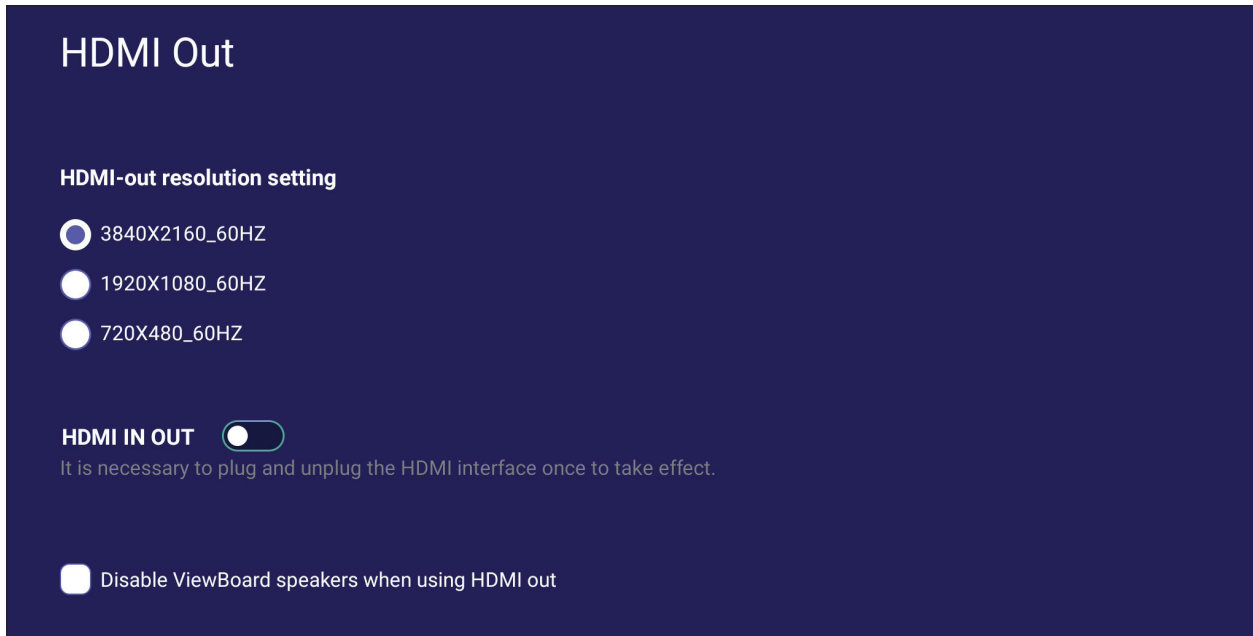 HDMI Out
HDMI-out resolution setting
3840X2160_60HZ
1920X1080_60HZ
720X480_60HZ
HDMI IN OUT
It is necessary to plug and unplug the HDMI interface once to take effect.
Disable ViewBoard speakers when using HDMI out